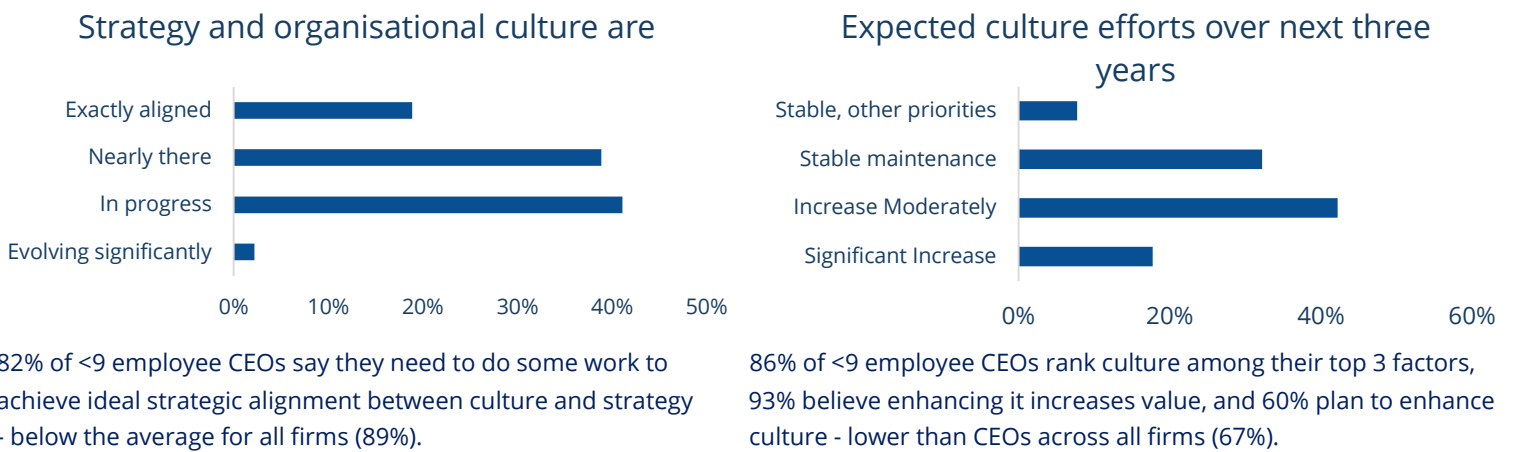 Strategy and organisational culture are
Exactly aligned
Nearly there
In progress
Evolving significantly
0% 10% 20% 30% 40% 50%
82% of <9 employee CEOs say they need to do some work to
achieve ideal strategic alignment between culture and strategy
- below the average for all firms (89%).
Expected culture efforts over next three
years
Stable, other priorities
Stable maintenance
Increase Moderately
Significant Increase
0% 20% 40% 60%
86% of <9 employee CEOs rank culture among their top 3 factors,
93% believe enhancing it increases value, and 60% plan to enhance
culture - lower than CEOs across all firms (67%).